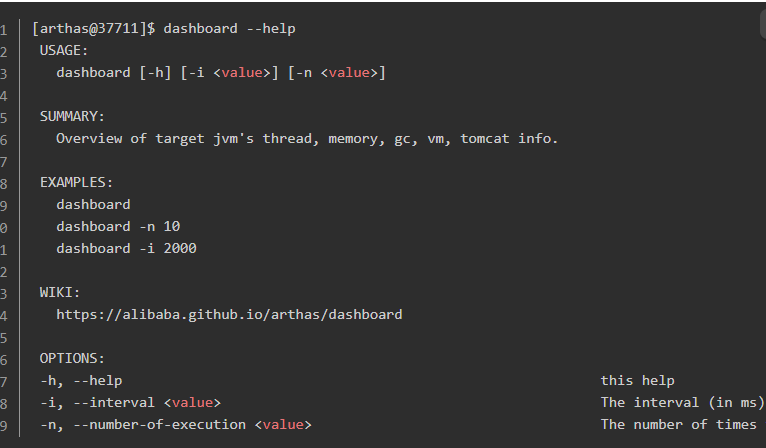 1 [arthas@37711]$ dashboard --help
2 USAGE:
3 dashboard [-h] [-i <value>] [-n <value>]
4
5 SUMMARY:
6 Overview of target jvm's thread, memory, gc, vm, tomcat info.
7
8 EXAMPLES:
9 dashboard
0 dashboard -n 10
1 dashboard -i 2000
2
3 WIKI:
4 https://alibaba.github.io/arthas/dashboard
5
6 OPTIONS:
7 -h, --help this help
8 -i, --interval <value> The interval (in ms)
9 -n, --number-of-execution <value> The number of times